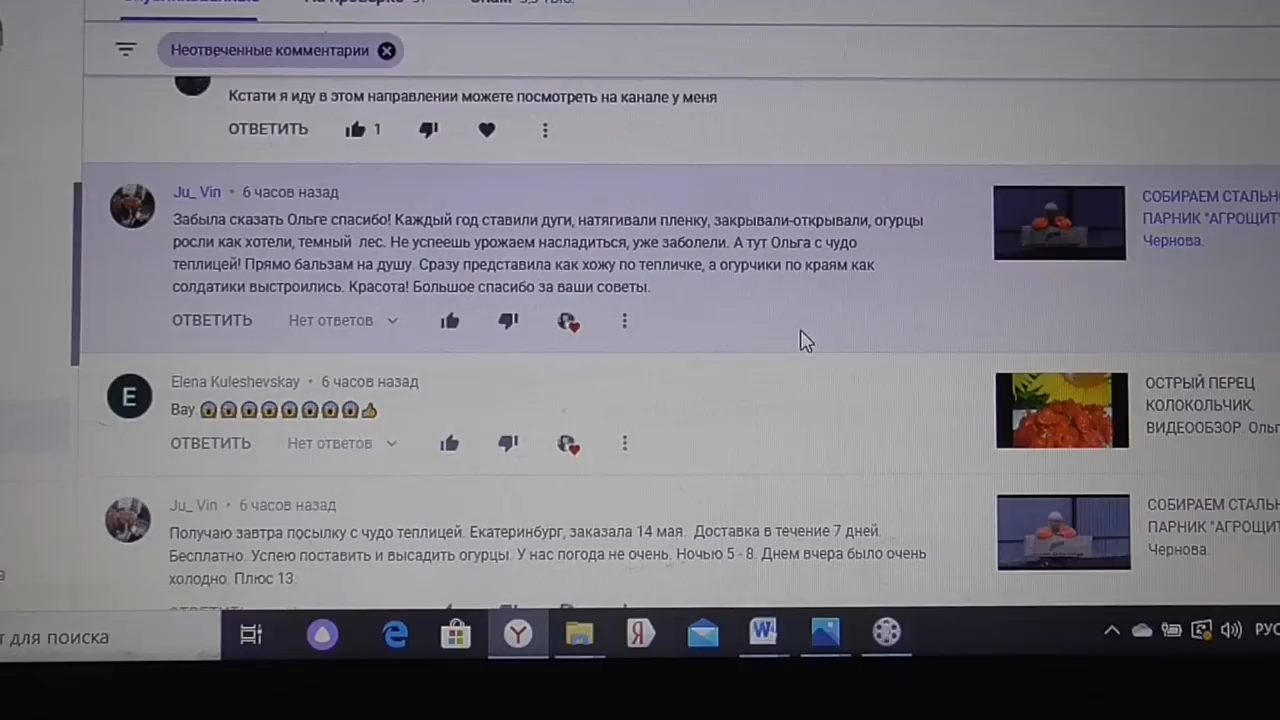 Неотвеченные комментарии
Кстати я иду в этом направлении можете посмотреть на канале у меня
ОТВЕТИТЬ 1
Ju_ Vin • 6 часов назад
Забыла сказать Ольге спасибо! Каждый год ставили дуги, натягивали пленку, закрывали-открывали, огурцы
росли как хотели, темный лес. Не успеешь урожаем насладиться, уже заболели. А тут Ольга с чудо
теплицей! Прямо бальзам на душу. Сразу представила как хожу по тепличке, а огурчики по краям как
солдатики выстроились. Красота! Большое спасибо за ваши советы.
ОТВЕТИТЬ Нет ответов
СОБИРАЕМ СТАЛЬН
ПАРНИК "АГРОЩИТ
Чернова.
E
Elena Kuleshevskay • 6 часов назад
Вау. 😱😱😱😱😱😱😱😱👍
ОТВЕТИТЬ Нет ответов
ОСТРЫЙ ПЕРЕЦ
КОЛОКОЛЬЧИК.
ВИДЕООБЗОР. Ольг
Ju_ Vin • 6 часов назад
Получаю завтра посылку с чудо теплицей. Екатеринбург, заказала 14 мая. Доставка в течение 7 дней.
Бесплатно. Успею поставить и высадить огурцы. У нас погода не очень. Ночью 5 - 8. Днем вчера было очень
холодно. Плюс 13.
СОБИРАЕМ СТАЛЬН
ПАРНИК "АГРОЩИТ
Чернова.
т для поиска
РУС